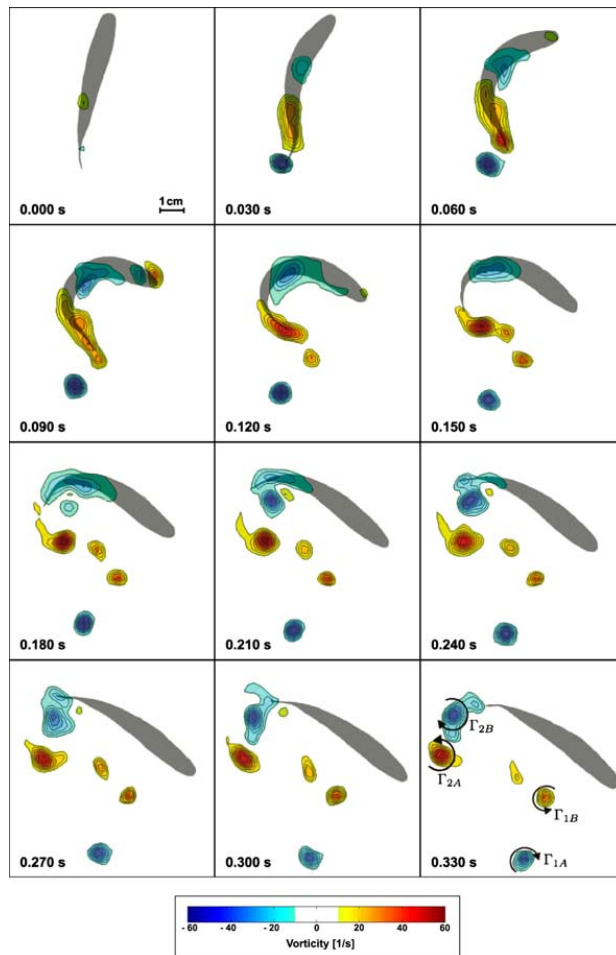 0.000 s
1 cm
0.030 s
0.060 s
0.090 s
0.120 s
0.150 s
0.180 s
0.210 s
0.240 s
0.270 s
0.300 s
Γ2B
Γ2A
Γ1B
Γ1A
0.330 s
- 60 - 40 - 20 0 20 40 60
Vorticity [1/s]